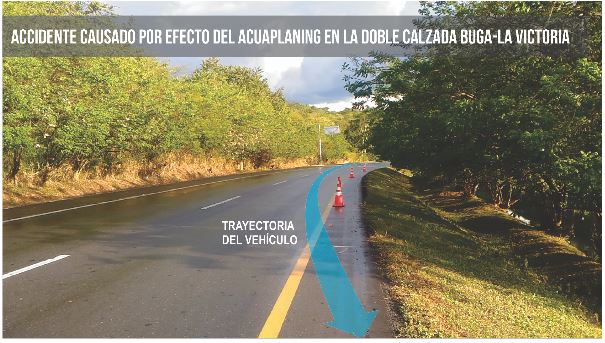 ACCIDENTE CAUSADO POR EFECTO DEL ACUAPLANING EN LA DOBLE CALZADA BUGA-LA VICTORIA
TRAYECTORIA
DEL VEHÍCULO